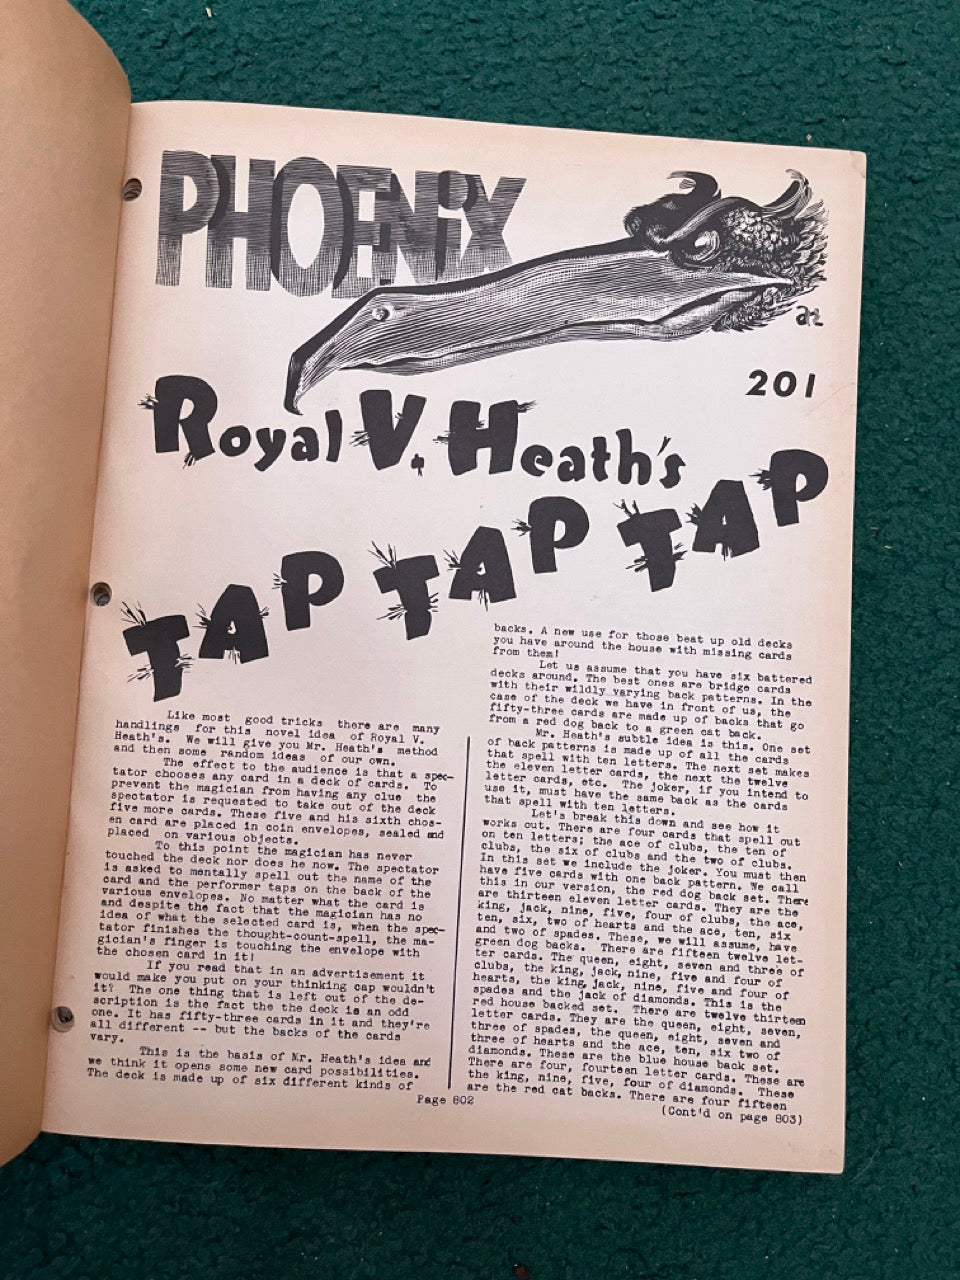 PHOENiX
az
201
Royal V. Heath's
TAP TAP TAP
Like most good tricks there are many
handlings for this novel idea of Royal V.
Heath's. We will give you Mr. Heath's method
and then some random ideas of our own.
The effect to the audience is that a spec-
tator chooses any card in a deck of cards. To
prevent the magician from having any clue the
spectator is requested to take out of the deck
five more cards. These five and his sixth chos-
en card are placed in coin envelopes, sealed and
placed on various objects.
To this point the magician has never
touched the deck nor does he now. The spectator
is asked to mentally spell out the name of the
card and the performer taps on the back of the
various envelopes. No matter what the card is
and despite the fact that the magician has no
idea of what the selected card is, when the spec-
tator finishes the thought-count-spell, the ma-
gician's finger is touching the envelope with
the chosen card in it!
If you read that in an advertisement it
would make you put on your thinking cap wouldn't
it? The one thing that is left out of the de-
scription is the fact the the deck is an odd
one. It has fifty-three cards in it and they're
all different -- but the backs of the cards
vary.
This is the basis of Mr. Heath's idea and
we think it opens some new card possibilities.
The deck is made up of six different kinds of
backs. A new use for those beat up old decks
you have around the house with missing cards
from them!
Let us assume that you have six battered
decks around. The best ones are bridge cards
with their wildly varying back patterns. In the
case of the deck we have in front of us, the
fifty-three cards are made up of backs that go
from a red dog back to a green cat back.
Mr. Heath's subtle idea is this. One set
of back patterns is made up of all the cards
that spell with ten letters. The next set makes
the eleven letter cards, the next the twelve
letter cards, etc. The joker, if you intend to
use it, must have the same back as the cards
that spell with ten letters.
Let's break this down and see how it
works out. There are four cards that spell out
on ten letters; the ace of clubs, the ten of
clubs, the six of clubs and the two of clubs.
In this set we include the joker. You must then
have five cards with one back pattern. We call
this in our version, the red dog back set. There
are thirteen eleven letter cards. They are the
king, jack, nine, five, four of clubs, the ace,
ten, six, two of hearts and the ace, ten, six
and two of spades. These, we will assume, have
green dog backs. There are fifteen twelve let-
ter cards. The queen, eight, seven and three of
clubs, the king, jack, nine, five and four of
hearts, the king, jack, nine, five and four of
spades and the jack of diamonds. This is the
red house backed set. There are twelve thirteen
letter cards. They are the queen, eight, seven,
three of spades, the queen, eight, seven and
three of hearts and the ace, ten, six two of
diamonds. These are the blue house back set.
There are four, fourteen letter cards. These are
the king, nine, five, four of diamonds. These
are the red cat backs. There are four fifteen
(Cont'd on page 803)
Page 802